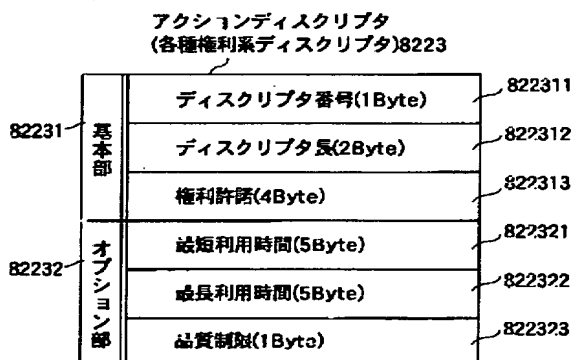 アクションディスクリプタ
(各種権利系ディスクリプタ)8223
82231
基本部
ディスクリプタ番号(1Byte)
822311
ディスクリプタ長(2Byte)
822312
権利許諾(4Byte)
822313
82232
オプション部
最短利用時間(5Byte)
822321
最長利用時間(5Byte)
822322
品質制限(1Byte)
822323